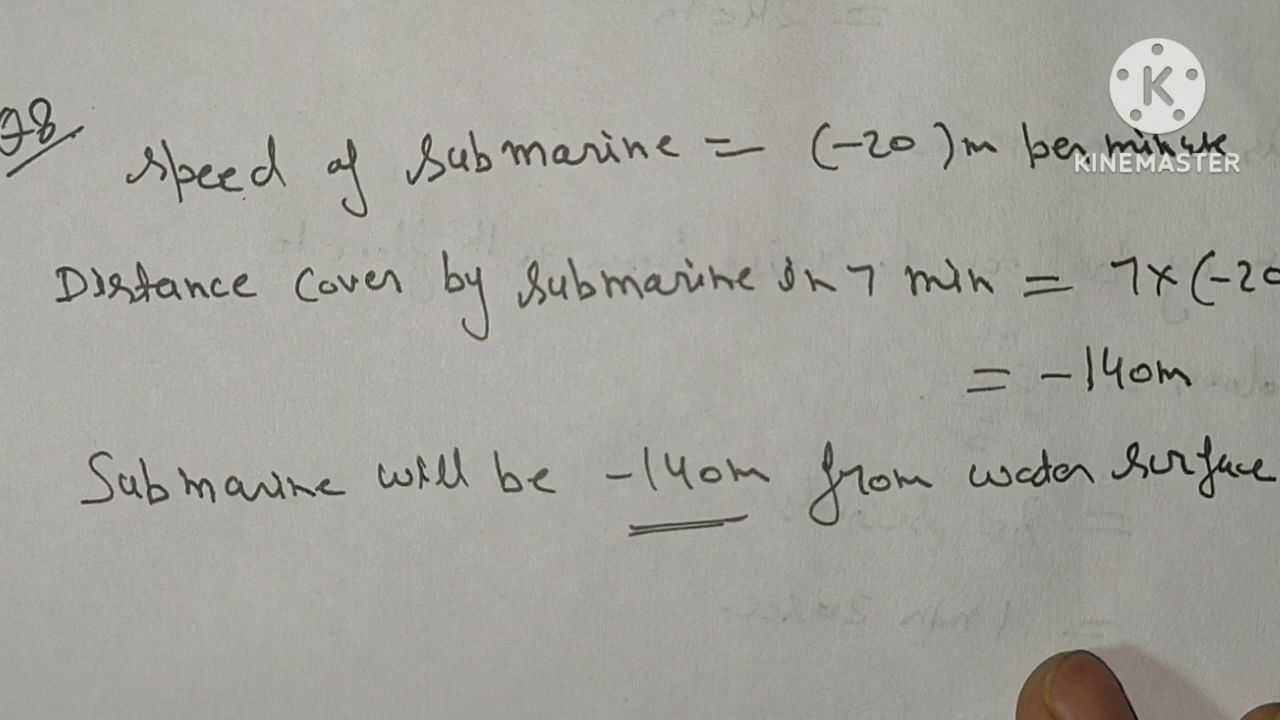 98
Speed of submarine = (-20) m per minute
KINEMASTER
Distance cover by submarine in 7 min = 7×(-20
= -140m
Submarine will be -140m from water surface